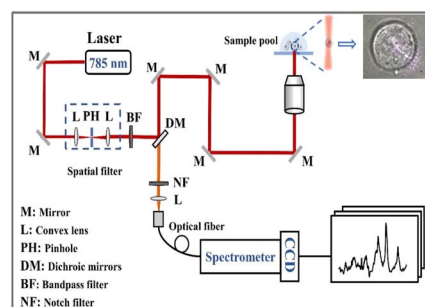 Laser
785 nm
M
M
M
M
M
M
Sample pool
L PH L
BF
DM
Spatial filter
NF
L
Optical fiber
Spectrometer
CCD
M: Mirror
L: Convex lens
PH: Pinhole
DM: Dichroic mirrors
BF: Bandpass filter
NF: Notch filter